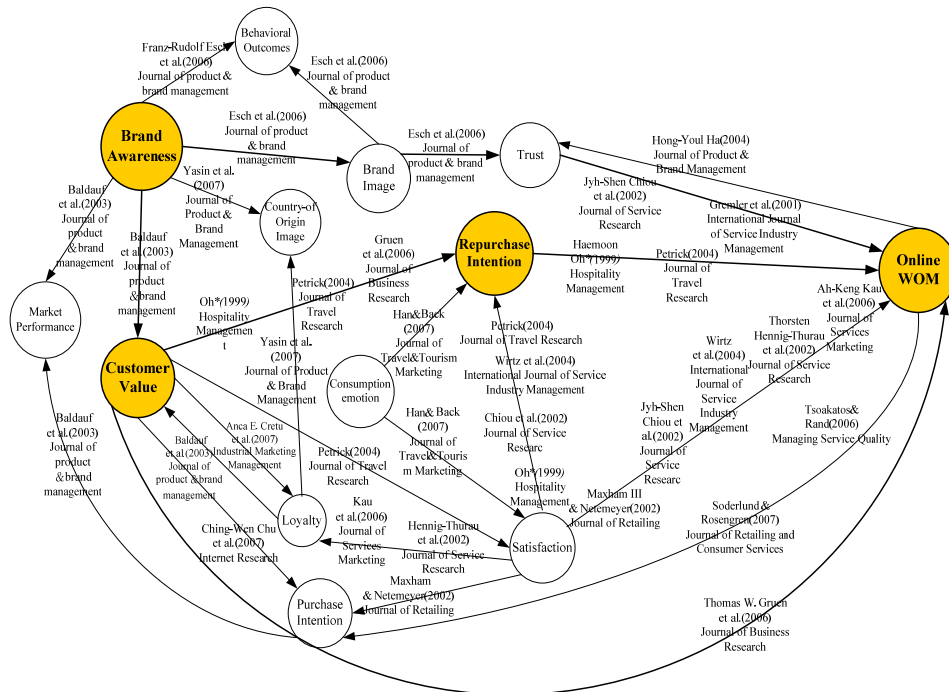 Franz-Rudolf Esch
et al.(2006)
Journal of product &
brand management
Behavioral
Outcomes
Esch et al.(2006)
Journal of product
& brand
management
Brand
Awareness
Esch et al.(2006)
Journal of product
& brand
management
Brand
Image
Esch et al.(2006)
Journal of
product & brand
management
Trust
Hong-Youl Ha(2004)
Journal of Product &
Brand Management
Baldauf
et al.(2003)
Journal of
product
& brand
management
Yasin et al.
(2007)
Journal of
Product &
Brand
Management
Country-of
Origin
Image
Jyh-Shen Chiou
et al.(2002)
Journal of Service
Research
Gremler et al.(2001)
International Journal
of Service Industry
Management
Baldauf
et al.(2003)
Journal of
product
& brand
management
Gruen
et al.(2006)
Journal of
Business
Research
Repurchase
Intention
Haemoon
Oh*(1999)
Hospitality
Management
Petrick(2004)
Journal of
Travel
Research
Online
WOM
Market
Performance
Oh*(1999)
Hospitality
Managemen
t
Petrick(2004)
Journal of
Travel
Research
Han&Back
(2007)
Journal of
Travel&Tourism
Marketing
Petrick(2004)
Journal of Travel Research
Ah-Keng Kau
et al.(2006)
Journal of
Services
Marketing
Thorsten
Hennig-Thurau
et al.(2002)
Journal of Service
Research
Wirtz
et al.(2004)
International
Journal of
Service
Industry
Management
Yasin et al.
2007)
Journal of Product
& Brand
Management
Customer
Value
Consumption
emotion
Wirtz et al.(2004)
International Journal of Service
Industry Management
Baldauf
et al.(2003)
Journal of
product
& brand
management
Anca E. Cretu
et al.(2007)
Industrial Marketing
Management
Baldauf
et al.(2003)
Journal of
product & brand
management
Petrick(2004)
Journal of Travel
Research
Han& Back
(2007)
Journal of
Travel&Touris
m Marketing
Chiou et al.(2002)
Journal of Service
Researc
Jyh-Shen
Chiou et
al.(2002)
Journal of
Service
Researc
Tsoakatos&
Rand(2006)
Managing Service Quality
Oh*(1999)
Hospitality
Management
Maxham III
& Netemeyer(2002)
Journal of Retailing
Ching-Wen Chu
et al.(2007)
Internet Research
Loyalty
Kau
et al.(2006)
Journal of
Services
Marketing
Hennig-Thurau
et al.(2002)
Journal of Service
Research
Satisfaction
Soderlund &
Rosengren(2007)
Journal of Retailing and
Consumer Services
Maxham
& Netemeyer(2002)
Journal of Retailing
Purchase
Intention
Thomas W. Gruen
et al.(2006)
Journal of Business
Research